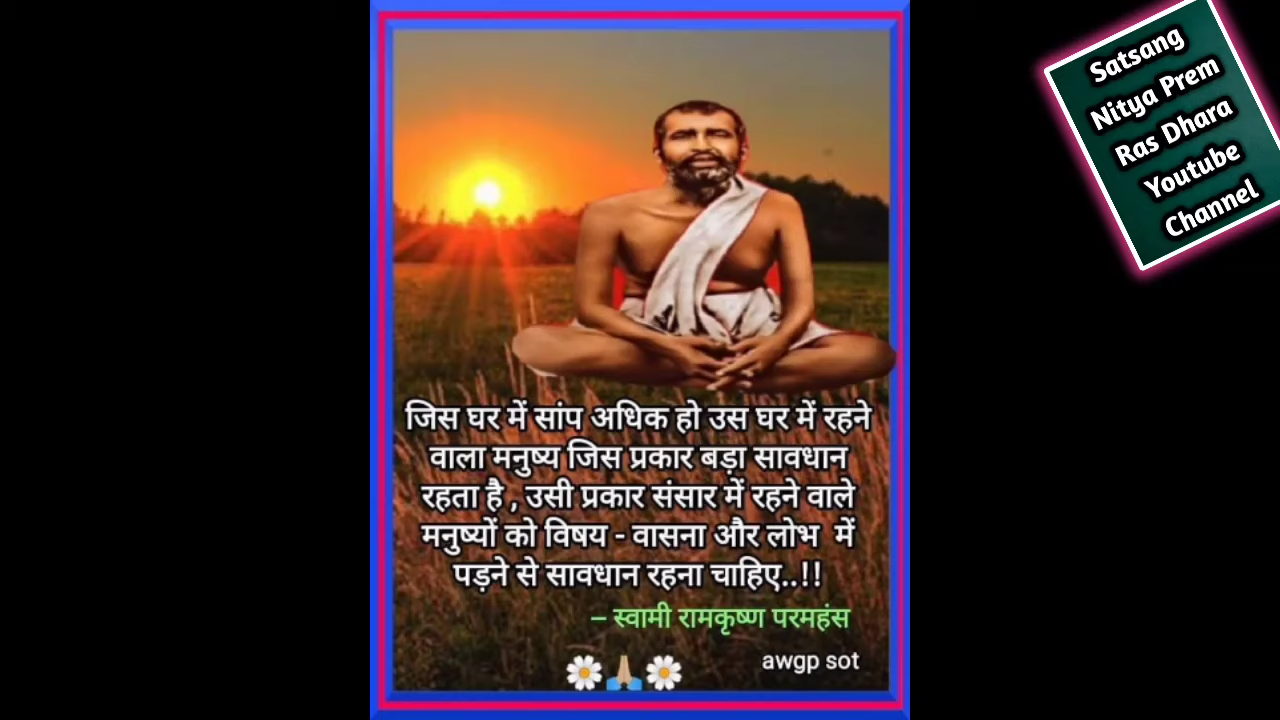 Satsang
Nitya Prem
Ras Dhara
Youtube
Channel
जिस घर में सांप अधिक हो उस घर में रहने
वाला मनुष्य जिस प्रकार बड़ा सावधान
रहता है , उसी प्रकार संसार में रहने वाले
मनुष्यों को विषय - वासना और लोभ में
पड़ने से सावधान रहना चाहिए..!!
– स्वामी रामकृष्ण परमहंस
awgp sot